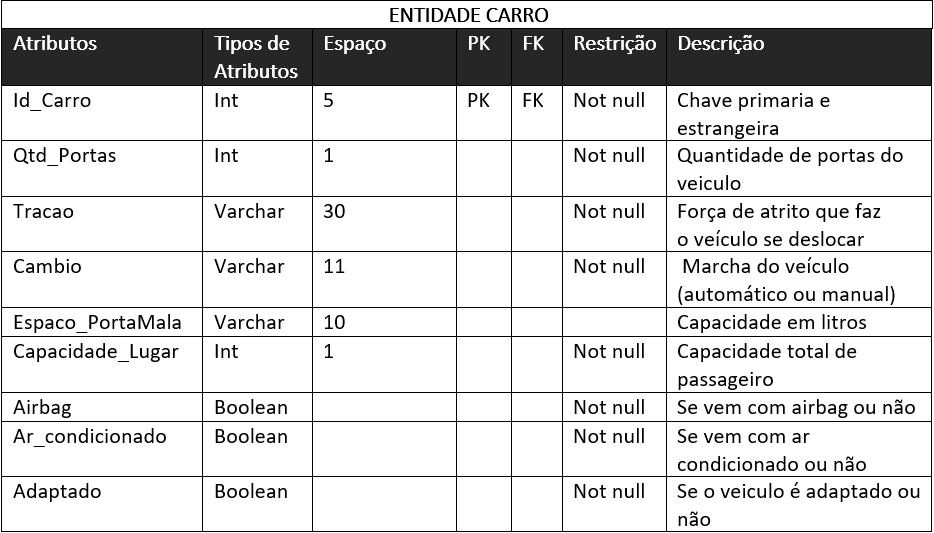 ENTIDADE CARRO
Atributos Tipos de Atributos Espaço PK FK Restrição Descrição
Id_Carro Int 5 PK FK Not null Chave primaria e
estrangeira
Qtd_Portas Int 1 Not null Quantidade de portas do
veiculo
Tracao Varchar 30 Not null Força de atrito que faz
o veículo se deslocar
Cambio Varchar 11 Not null Marcha do veículo
(automático ou manual)
Espaco_PortaMala Varchar 10 Capacidade em litros
Capacidade_Lugar Int 1 Not null Capacidade total de
passageiro
Airbag Boolean Not null Se vem com airbag ou não
Ar_condicionado Boolean Not null Se vem com ar
condicionado ou não
Adaptado Boolean Not null Se o veiculo é adaptado ou
não